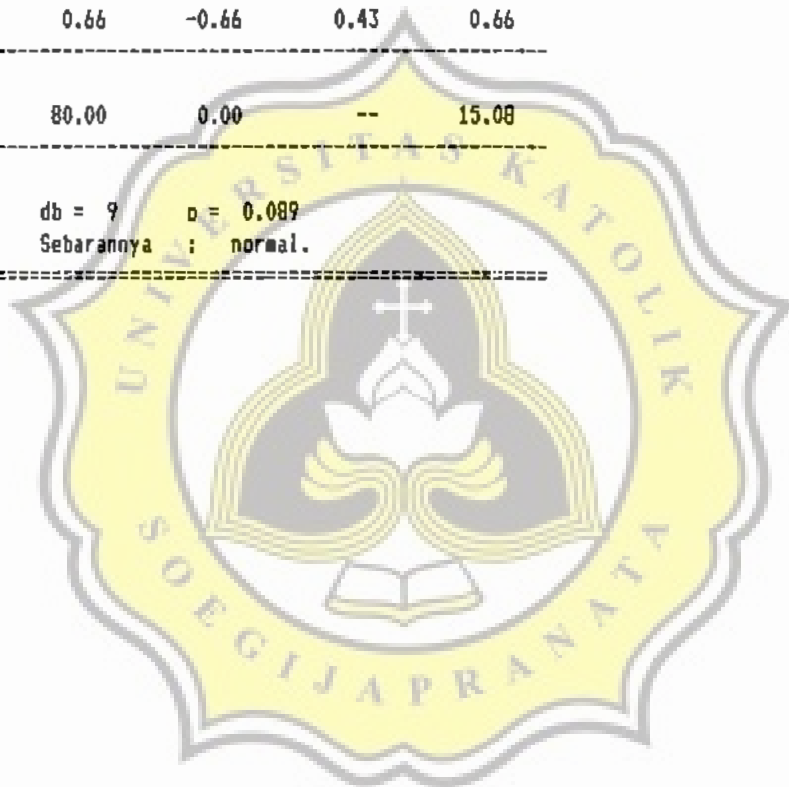 0.66 -0.66 0.43 0.66
80.00 0.00 -- 15.08
db = 9 p = 0.089
Sebarannya : normal.
UNIVERSITAS KATOLIK
SOEGIJAPRANATA